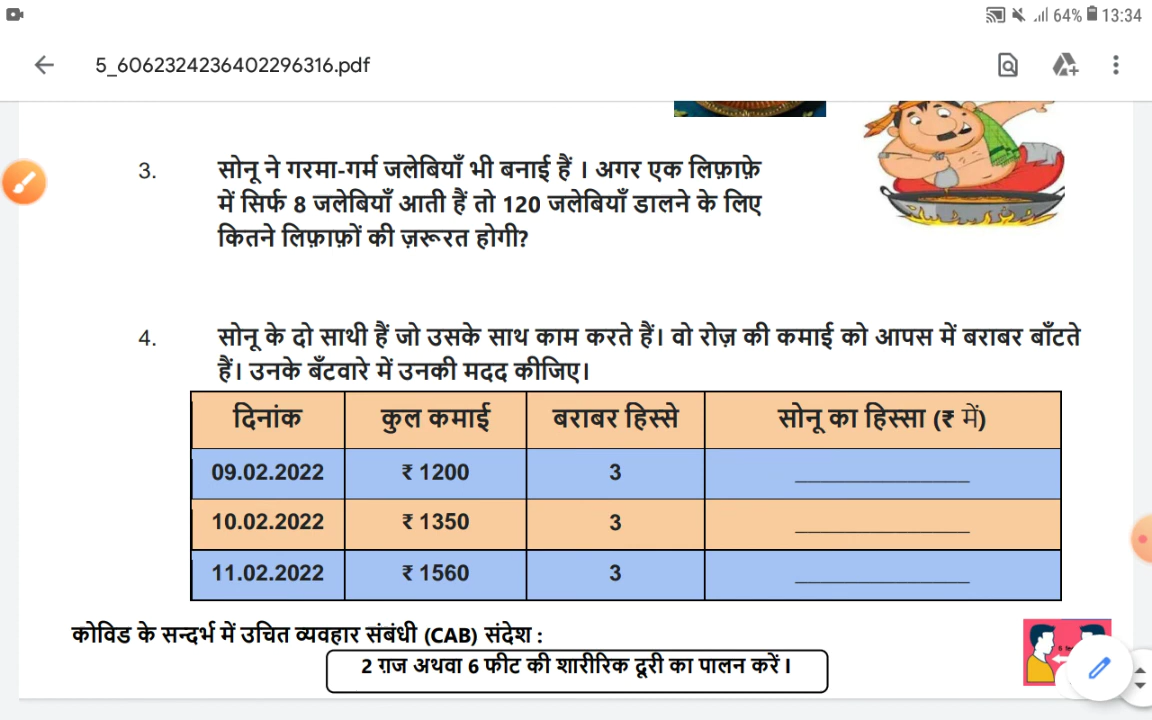 64% 13:34
5_6062324236402296316.pdf
3. सोनू ने गरमा-गर्म जलेबियाँ भी बनाई हैं । अगर एक लिफ़ाफ़े
में सिर्फ 8 जलेबियाँ आती हैं तो 120 जलेबियाँ डालने के लिए
कितने लिफ़ाफ़ों की ज़रूरत होगी?
4. सोनू के दो साथी हैं जो उसके साथ काम करते हैं। वो रोज़ की कमाई को आपस में बराबर बाँटते
हैं। उनके बँटवारे में उनकी मदद कीजिए।
दिनांक कुल कमाई बराबर हिस्से सोनू का हिस्सा (₹ में)
09.02.2022 ₹ 1200 3 _______________
10.02.2022 ₹ 1350 3 _______________
11.02.2022 ₹ 1560 3 _______________
कोविड के सन्दर्भ में उचित व्यवहार संबंधी (CAB) संदेश :
2 ग़ज अथवा 6 फीट की शारीरिक दूरी का पालन करें ।